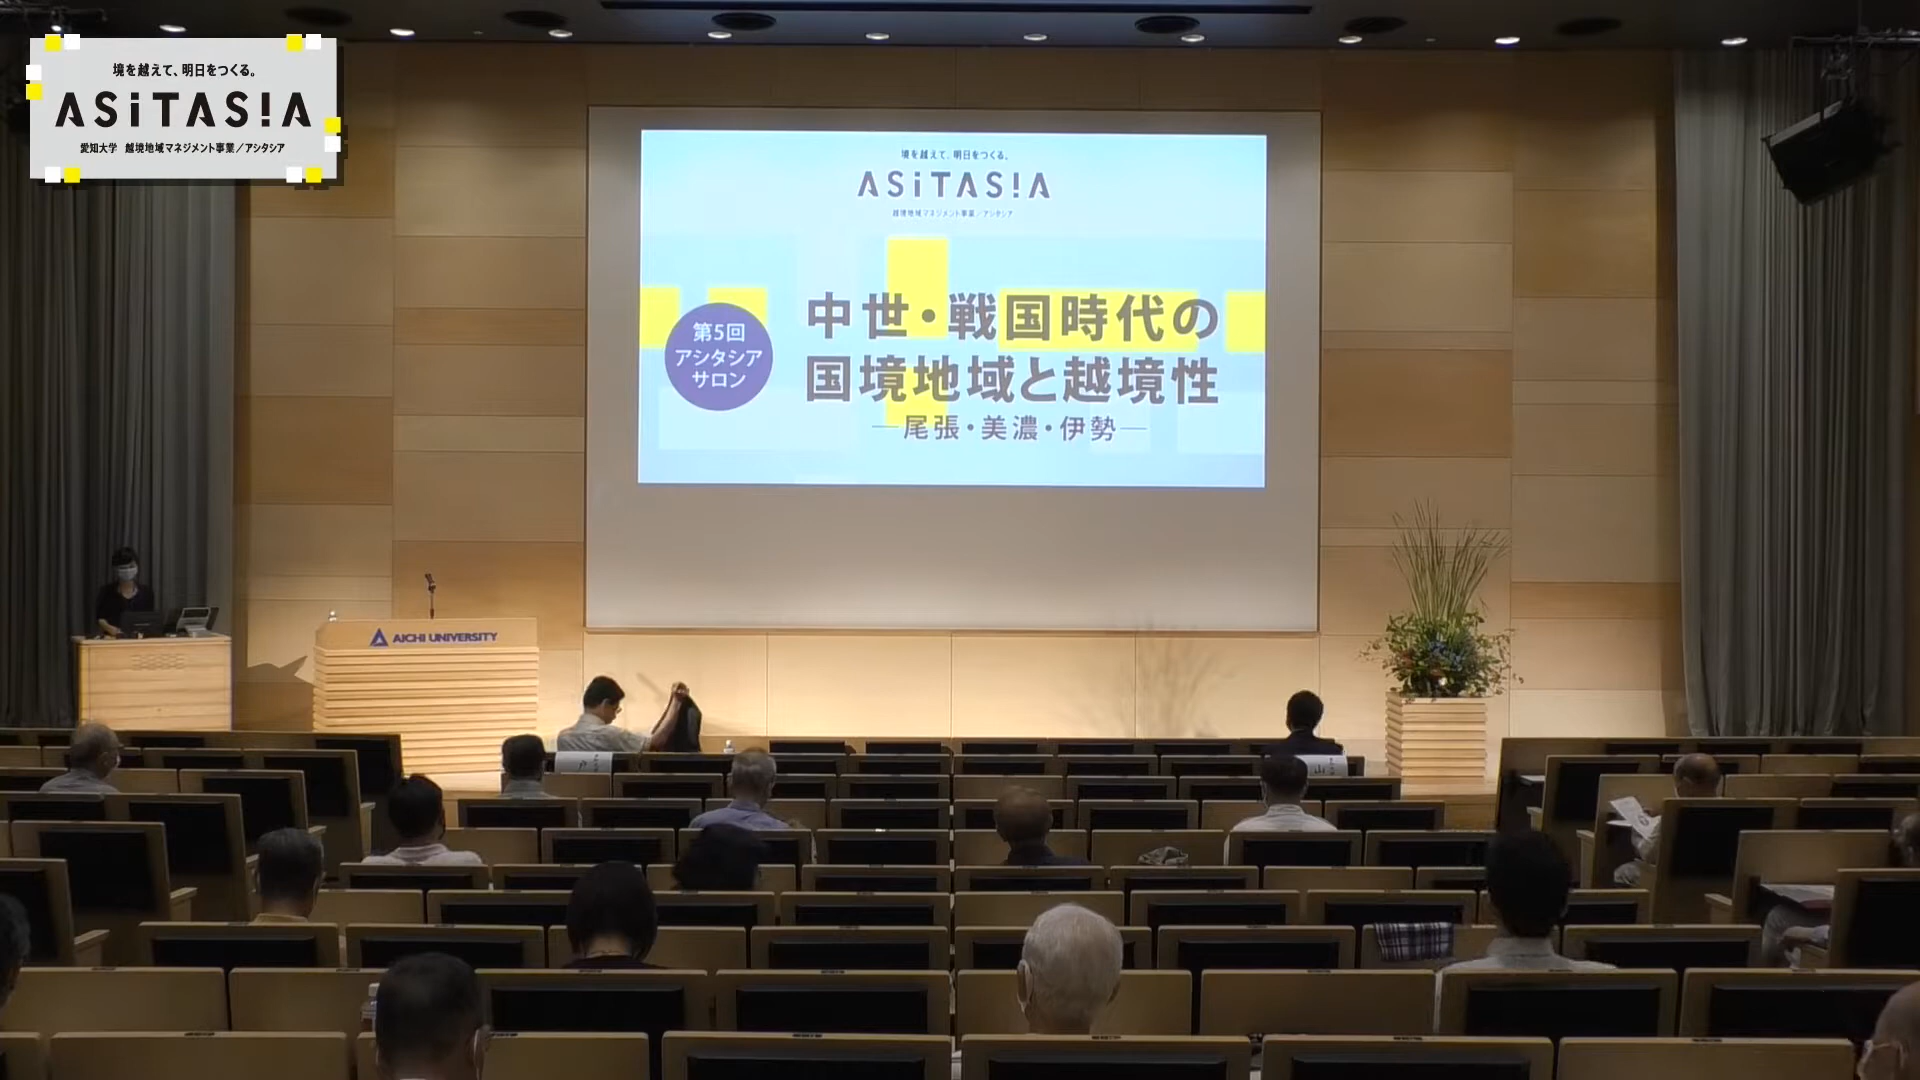 境を越えて、明日をつくる。
ASiTAS!A
愛知大学 越境地域マネジメント事業/アシタシア
境を越えて、明日をつくる。
ASiTAS!A
越境地域マネジメント事業/アシタシア
第5回
アシタシア
サロン
中世・戦国時代の
国境地域と越境性
―尾張・美濃・伊勢―
AICHI UNIVERSITY
山